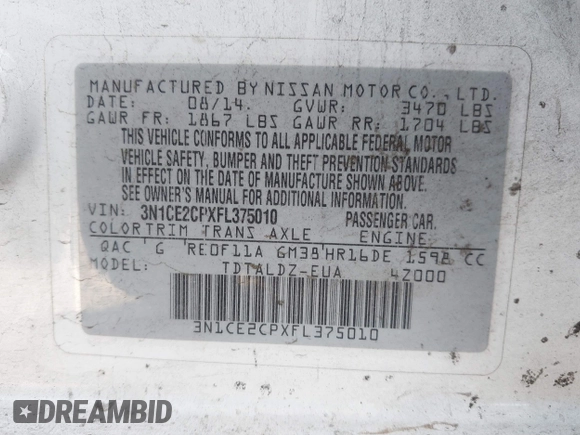 MANUFACTURED BY NISSAN MOTOR CO., LTD.
DATE: 08/14. GVWR: 3470 LBS
GAWR FR: 1867 LBS GAWR RR: 1704 LBS
THIS VEHICLE CONFORMS TO ALL APPLICABLE FEDERAL MOTOR
VEHICLE SAFETY, BUMPER AND THEFT PREVENTION STANDARDS
IN EFFECT ON THE DATE OF MANUFACTURE SHOWN ABOVE.
SEE OWNER'S MANUAL FOR ADDITIONAL INFORMATION.
VIN: 3N1CE2CPXFL375010 PASSENGER CAR.
COLOR TRIM TRANS AXLE ENGINE:
QAC G RE0F11A GM38 HR16DE 1598 CC
MODEL: TDTALDZ-EUA 4Z000
3N1CE2CPXFL375010
DREAMBID